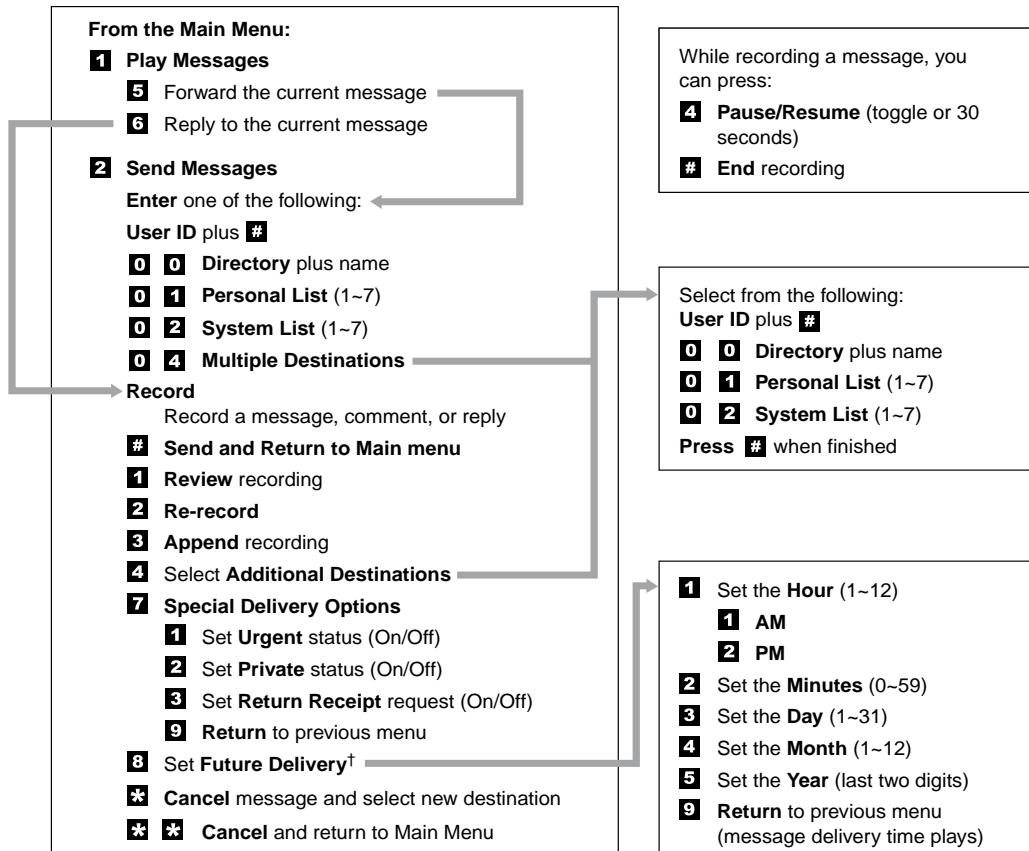 From the Main Menu:
1 Play Messages
5 Forward the current message
6 Reply to the current message
2 Send Messages
Enter one of the following:
User ID plus #
0 0 Directory plus name
0 1 Personal List (1~7)
0 2 System List (1~7)
0 4 Multiple Destinations
Record
Record a message, comment, or reply
# Send and Return to Main menu
1 Review recording
2 Re-record
3 Append recording
4 Select Additional Destinations
7 Special Delivery Options
1 Set Urgent status (On/Off)
2 Set Private status (On/Off)
3 Set Return Receipt request (On/Off)
9 Return to previous menu
8 Set Future Delivery†
* Cancel message and select new destination
* * Cancel and return to Main Menu
While recording a message, you
can press:
4 Pause/Resume (toggle or 30
seconds)
# End recording
Select from the following:
User ID plus #
0 0 Directory plus name
0 1 Personal List (1~7)
0 2 System List (1~7)
Press # when finished
1 Set the Hour (1~12)
1 AM
2 PM
2 Set the Minutes (0~59)
3 Set the Day (1~31)
4 Set the Month (1~12)
5 Set the Year (last two digits)
9 Return to previous menu
(message delivery time plays)